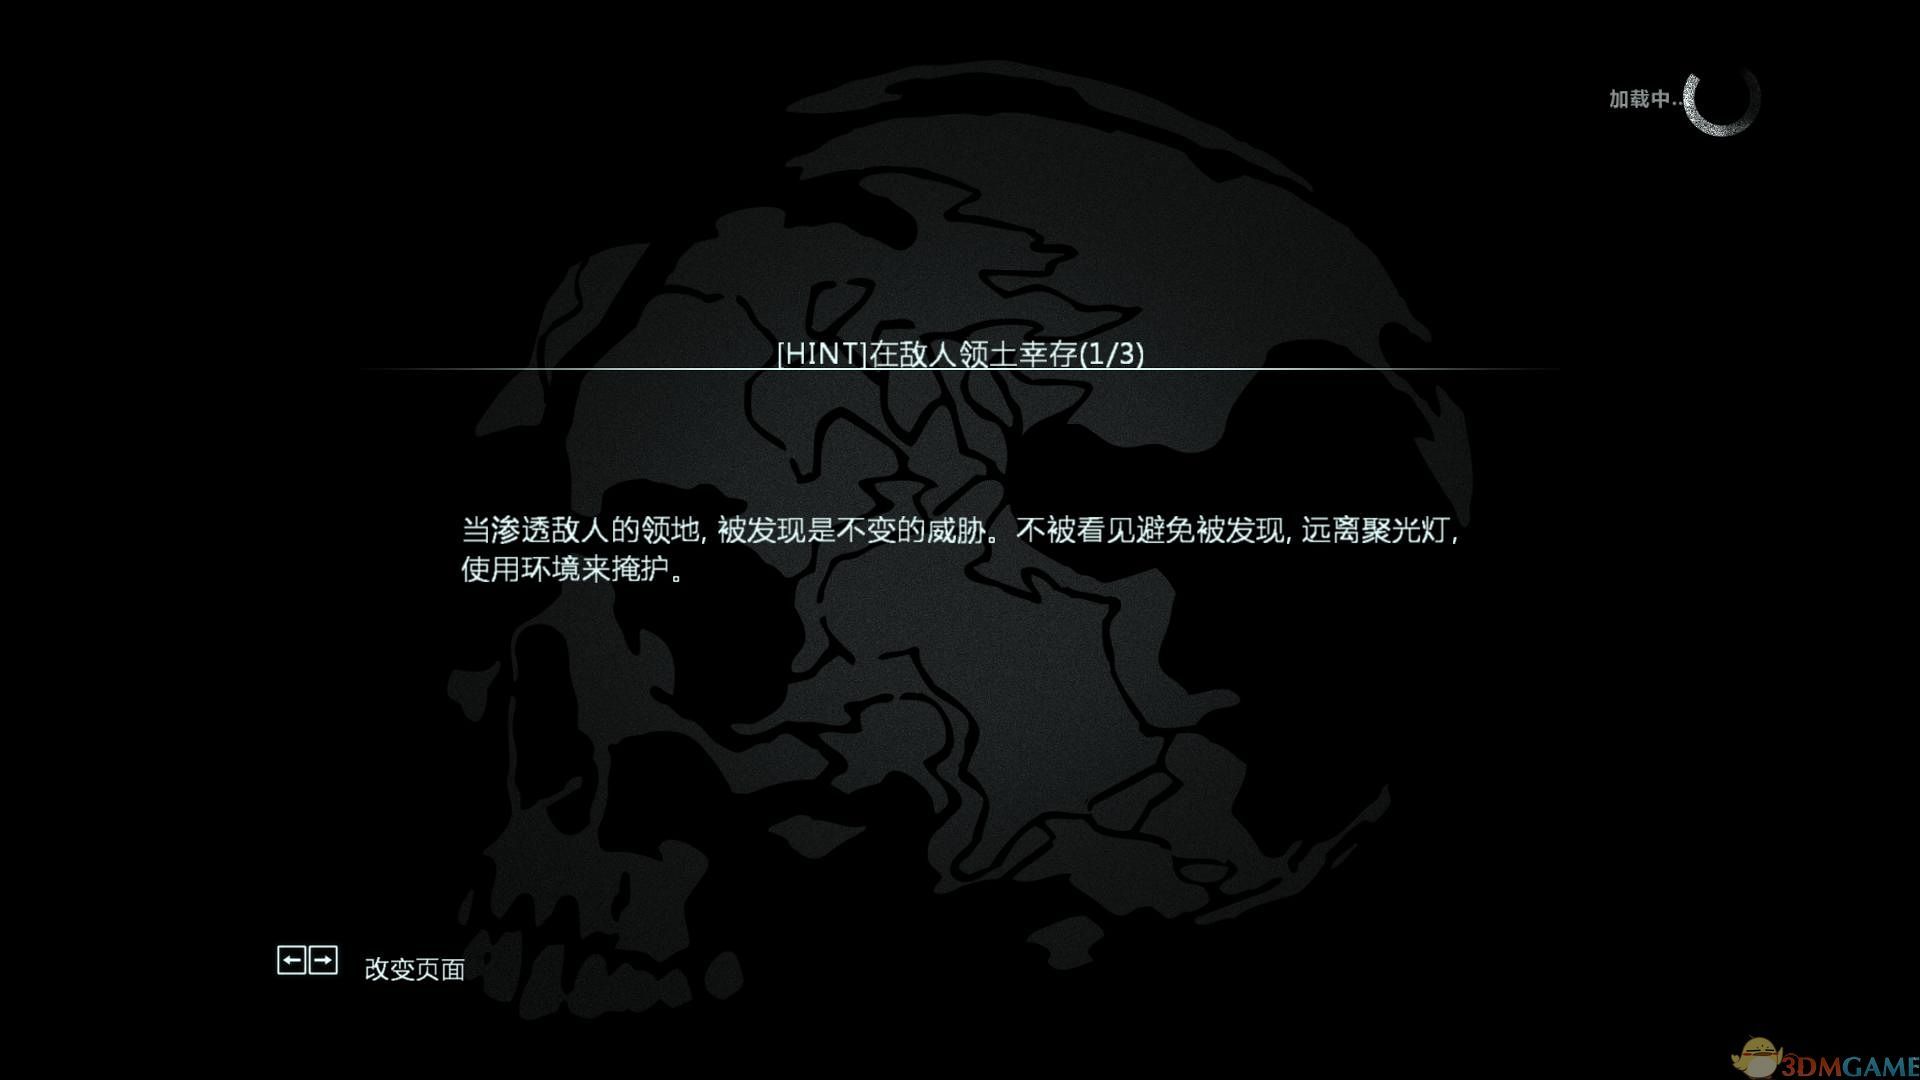 加载中..
[HINT]在敌人领土幸存(1/3)
当渗透敌人的领地, 被发现是不变的威胁。不被看见避免被发现, 远离聚光灯,
使用环境来掩护。
改变页面
3DMGAME